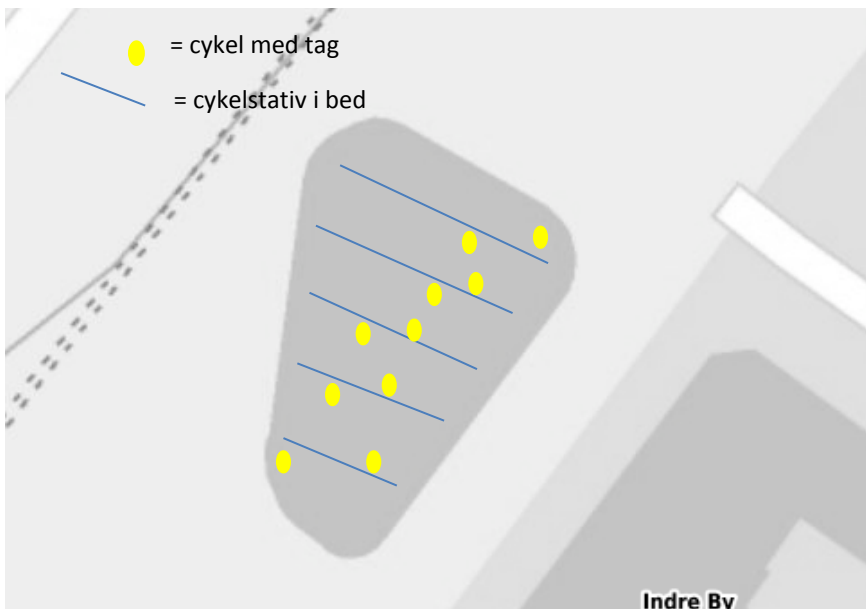 = cykel med tag
= cykelstativ i bed
Indre By